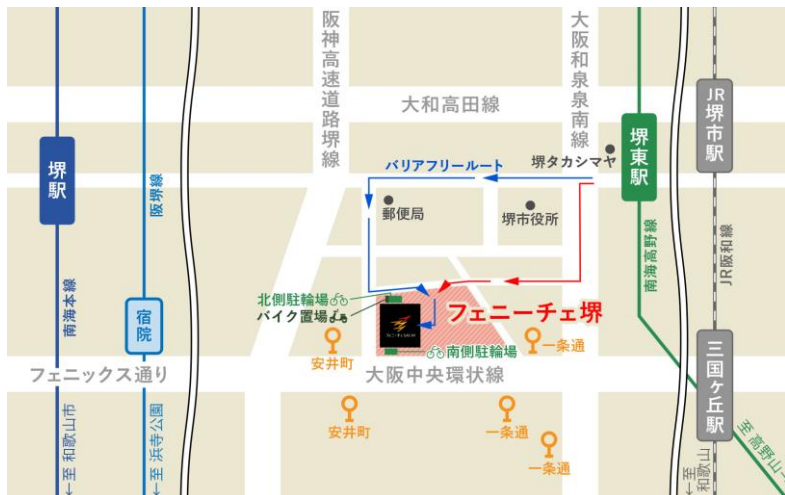 阪神高速道路堺線
大阪和泉泉南線
大和高田線
JR堺市駅
堺東駅
堺駅
阪堺線
堺タカシマヤ
バリアフリールート
郵便局
堺市役所
南海高野線
JR阪和線
南海本線
宿院
北側駐輪場
バイク置場
フェニーチェ堺
南側駐輪場
安井町
一条通
三国ヶ丘駅
フェニックス通り
大阪中央環状線
安井町
一条通
一条通
←至 和歌山市
←至 浜寺公園
←至 和歌山
至 高野山→